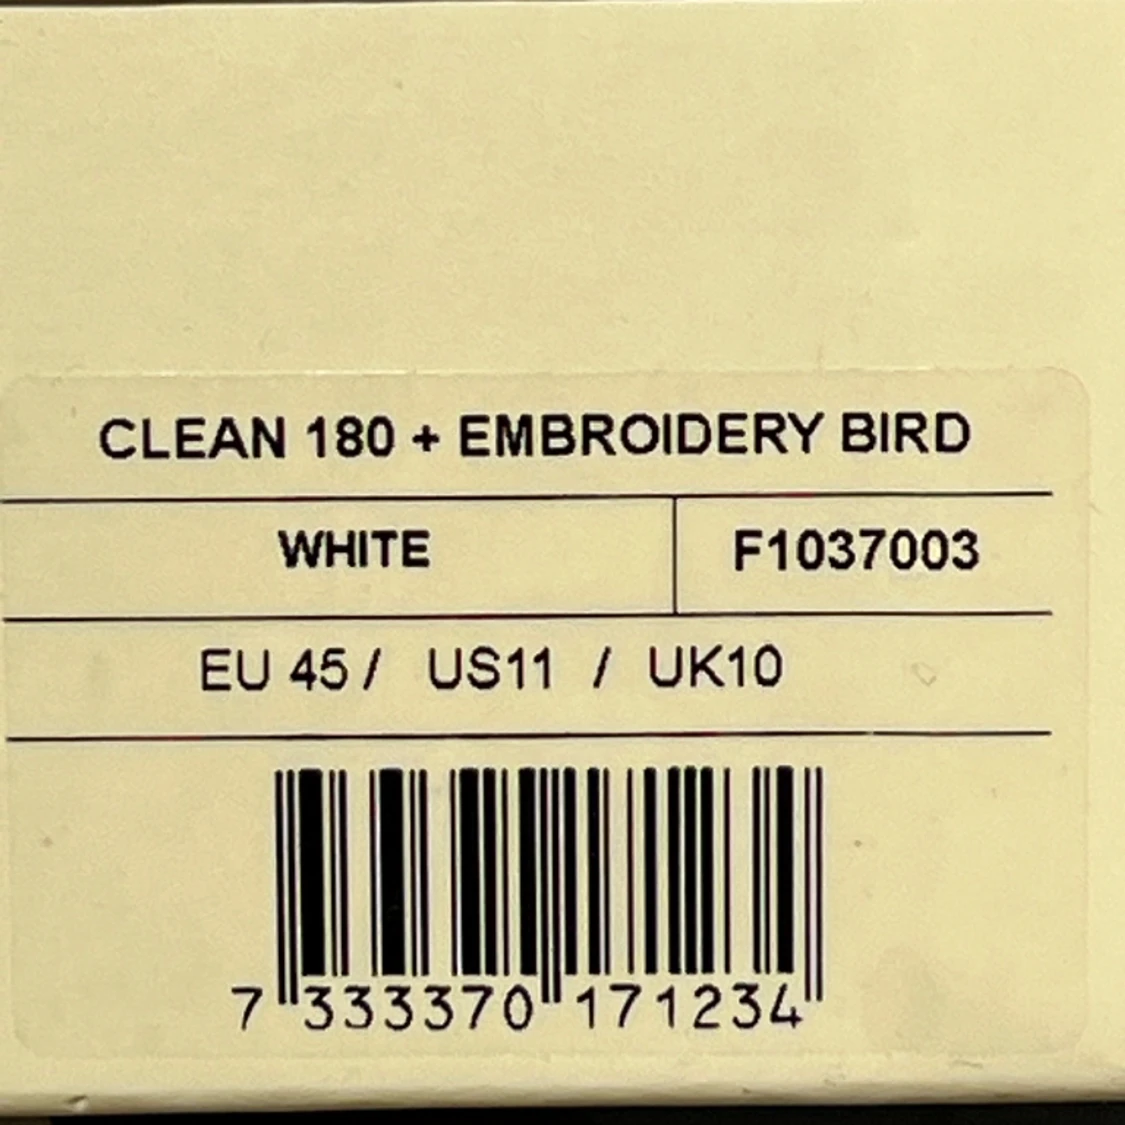 CLEAN 180 + EMBROIDERY BIRD
WHITE F1037003
EU 45 / US11 / UK10
7 333370 171234